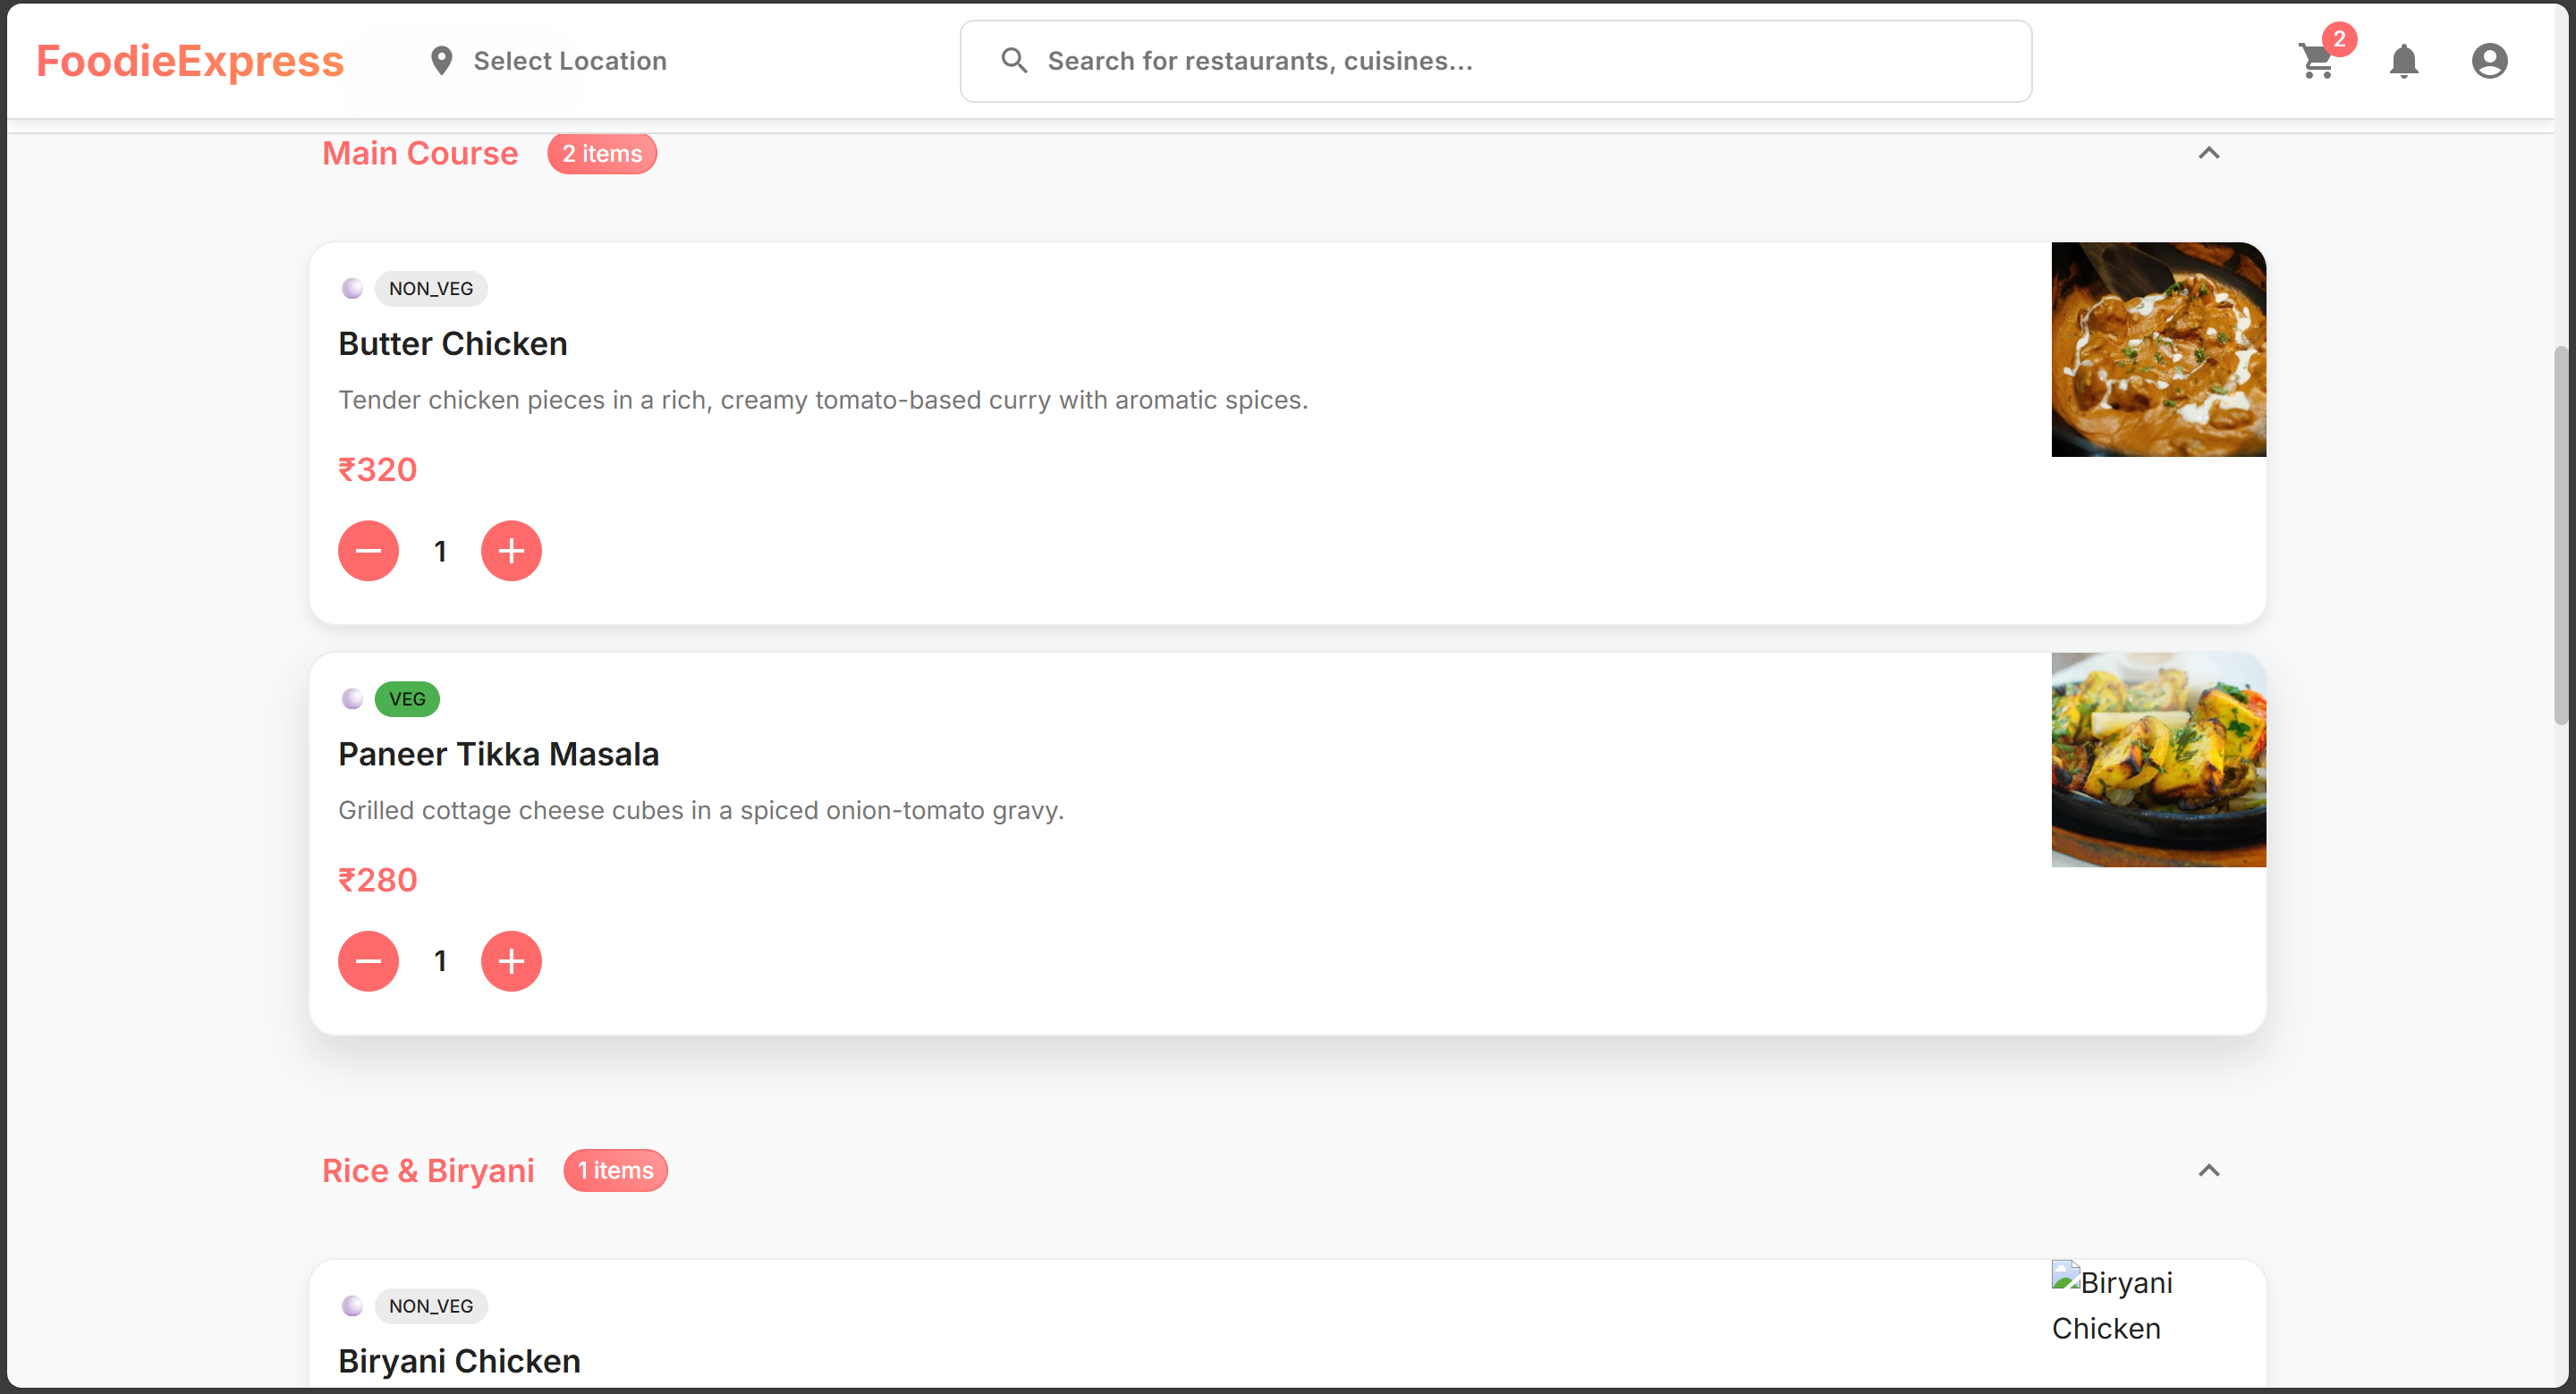 FoodieExpress
Select Location
Search for restaurants, cuisines...
2
Main Course
2 items
NON_VEG
Butter Chicken
Tender chicken pieces in a rich, creamy tomato-based curry with aromatic spices.
₹320
1
VEG
Paneer Tikka Masala
Grilled cottage cheese cubes in a spiced onion-tomato gravy.
₹280
1
Rice & Biryani
1 items
NON_VEG
Biryani Chicken
Biryani
Chicken